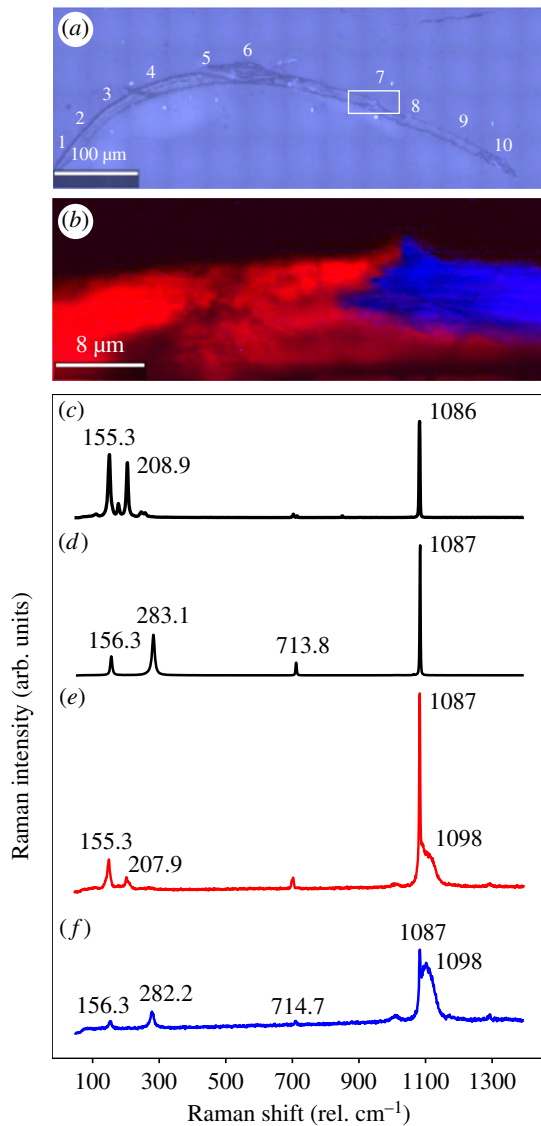 (a)
1 2 3 4 5 6 7 8 9 10
100 μm
(b)
8 μm
(c)
155.3
208.9
1086
(d)
156.3
283.1
713.8
1087
(e)
155.3
207.9
1087
1098
(f)
156.3
282.2
714.7
1087
1098
Raman intensity (arb. units)
100 300 500 700 900 1100 1300
Raman shift (rel. cm⁻¹)